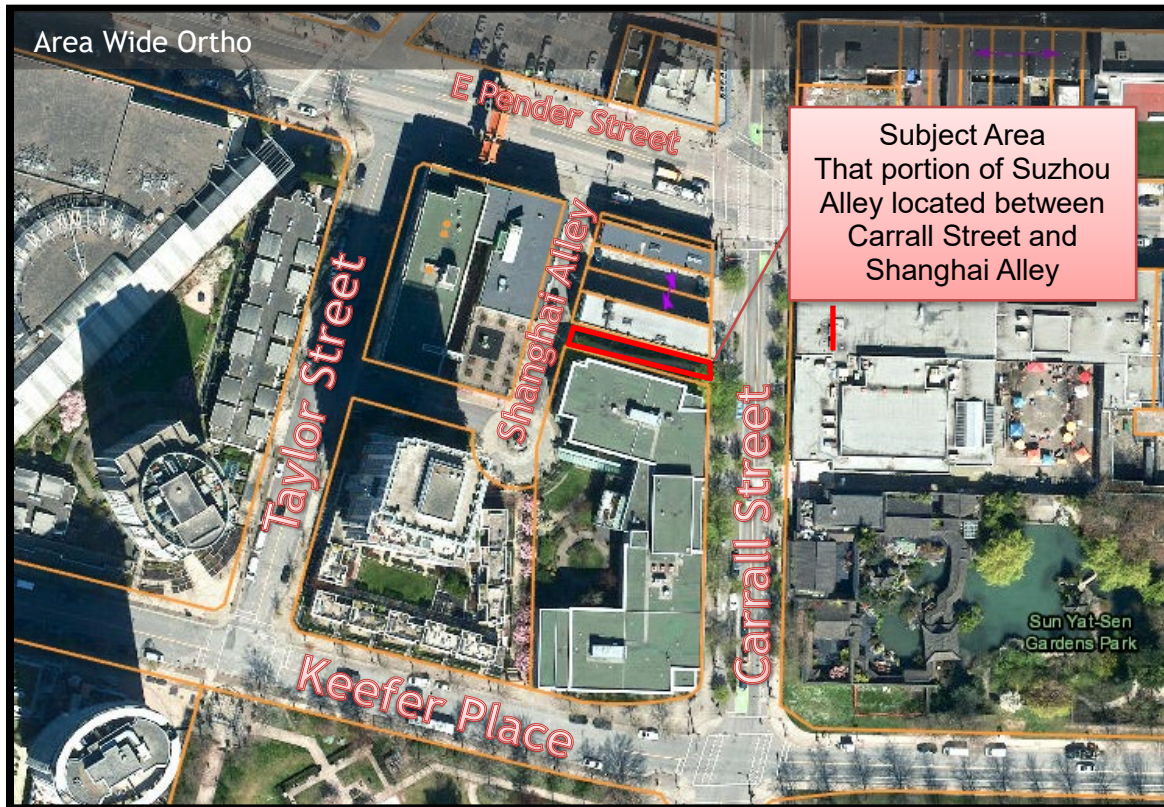 Area Wide Ortho
E Pender Street
Subject Area
That portion of Suzhou
Alley located between
Carrall Street and
Shanghai Alley
Shanghai Alley
Taylor Street
Carrall Street
Sun Yat-Sen
Gardens Park
Keefer Place